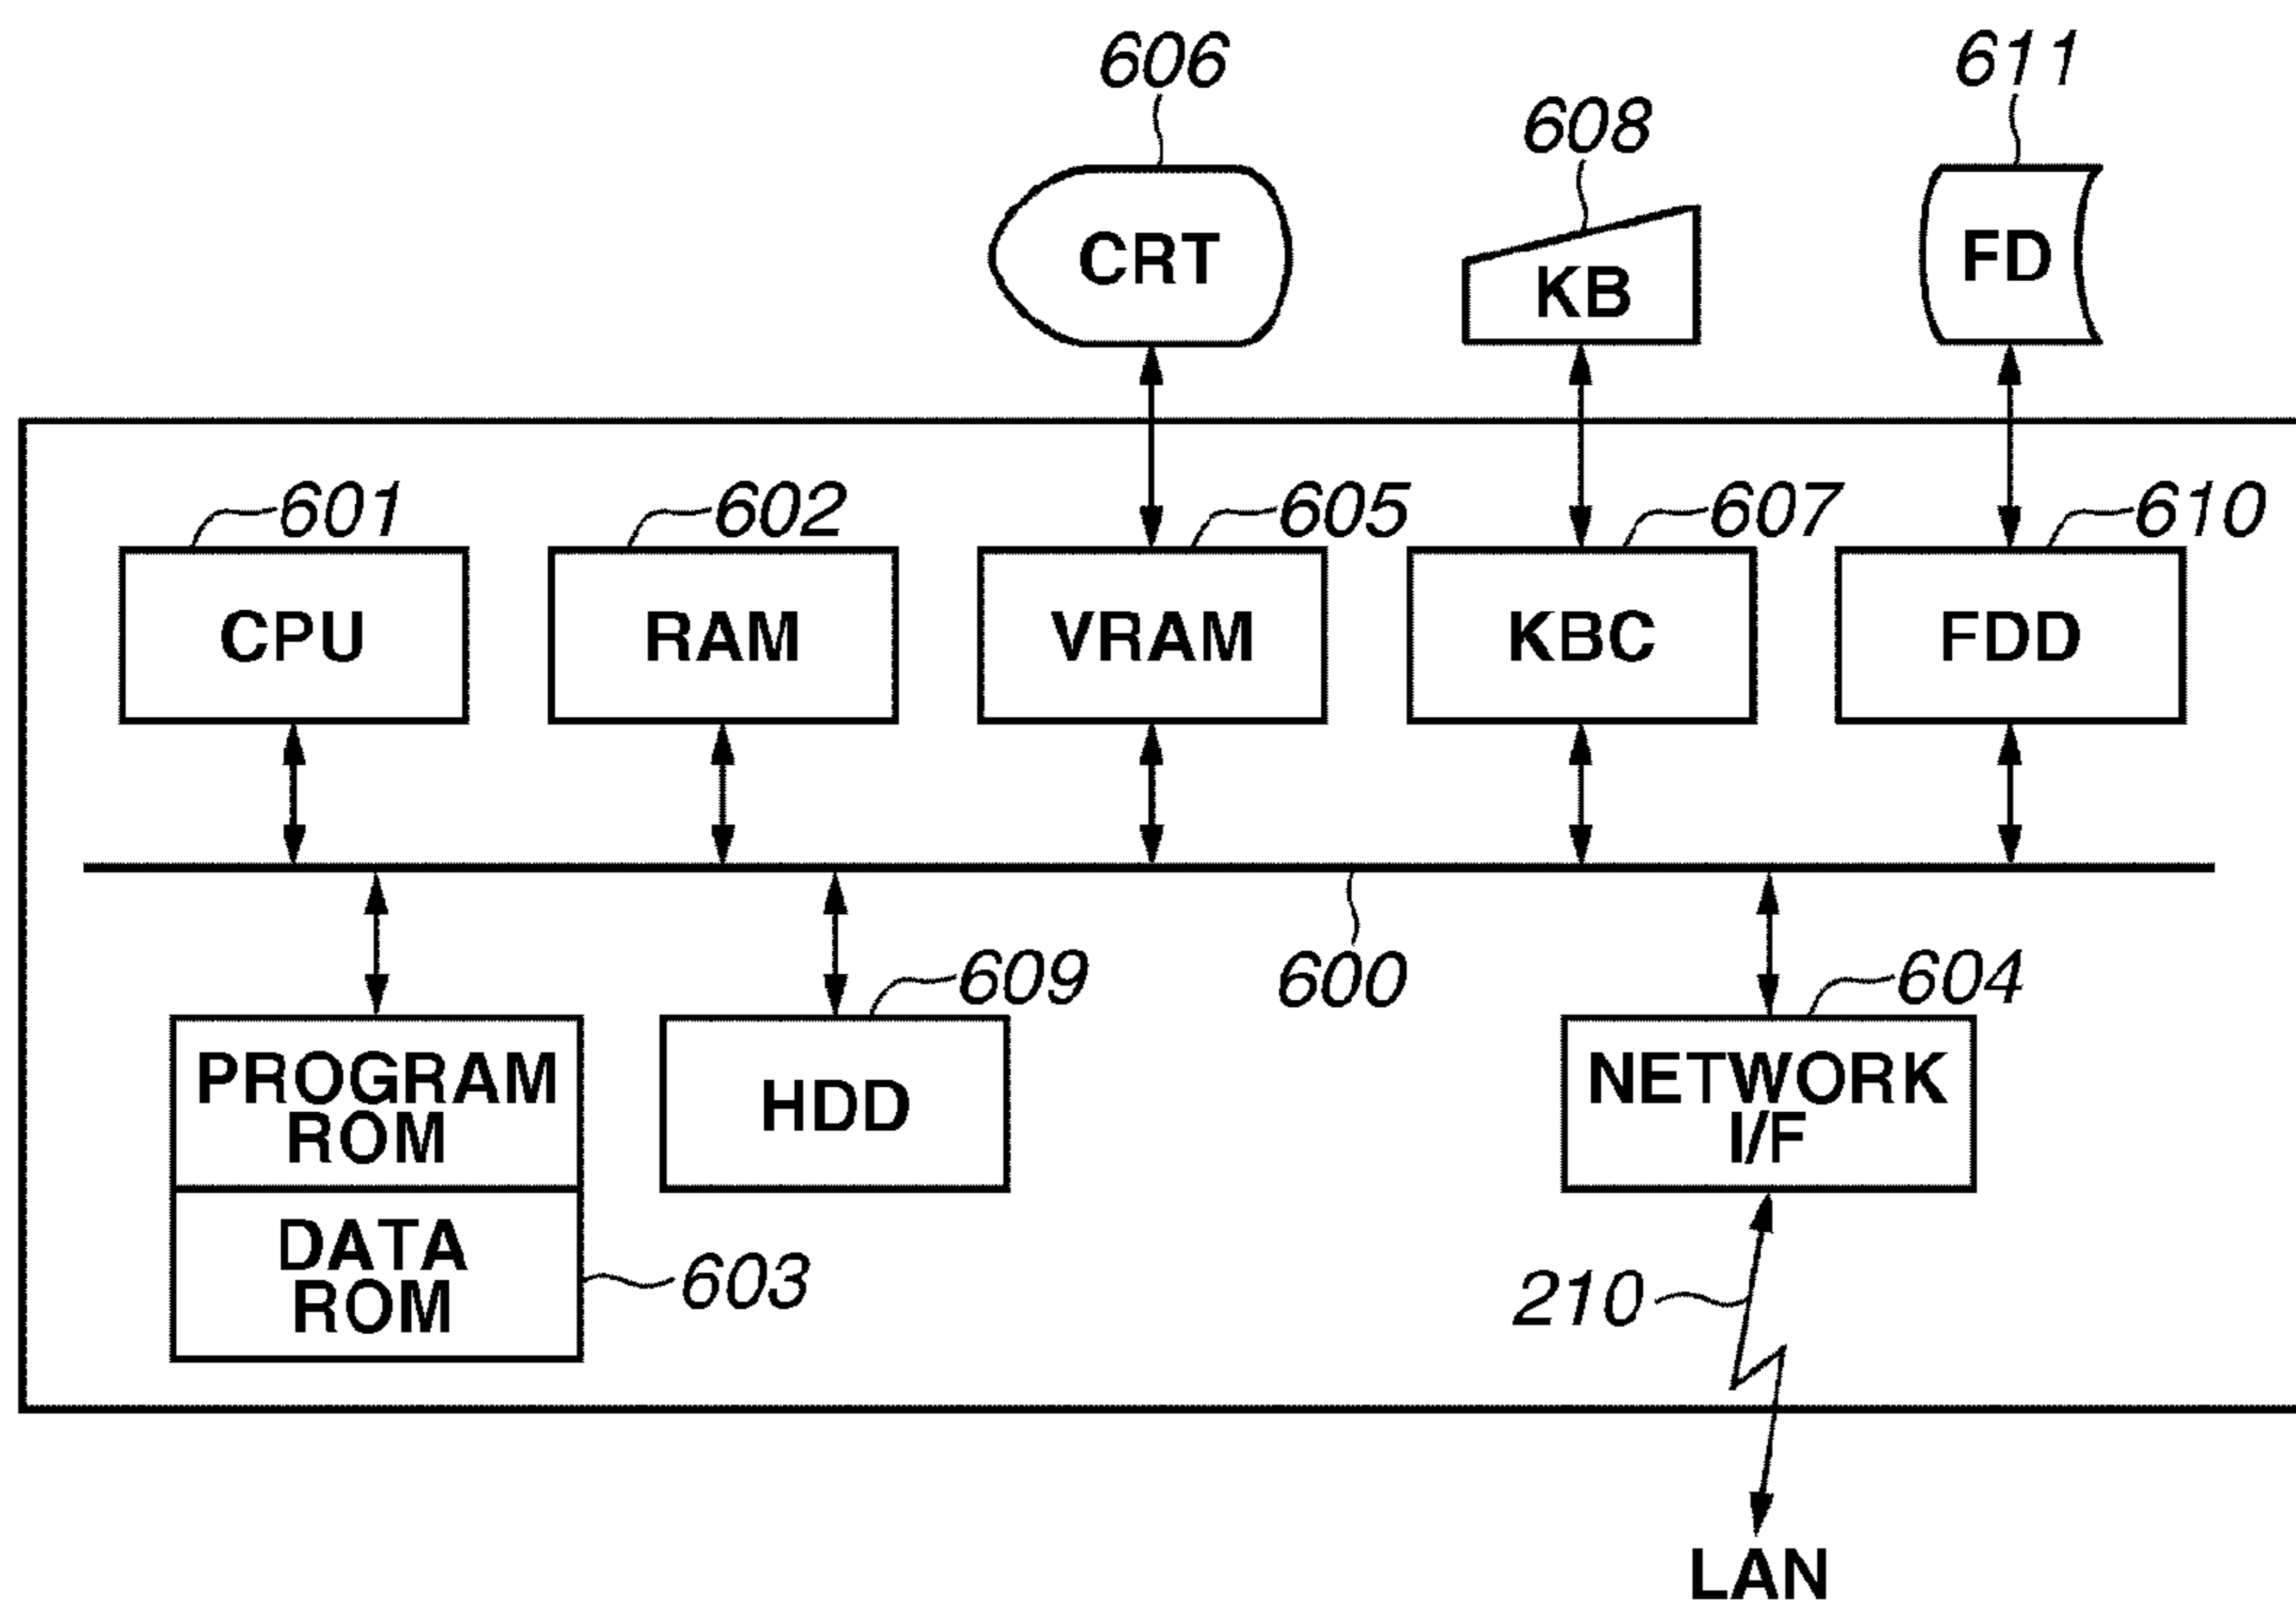 606
608
611
CRT
KB
FD
601
602
605
607
610
CPU
RAM
VRAM
KBC
FDD
600
609
604
PROGRAM
ROM
HDD
NETWORK
I/F
DATA
ROM
603
210
LAN